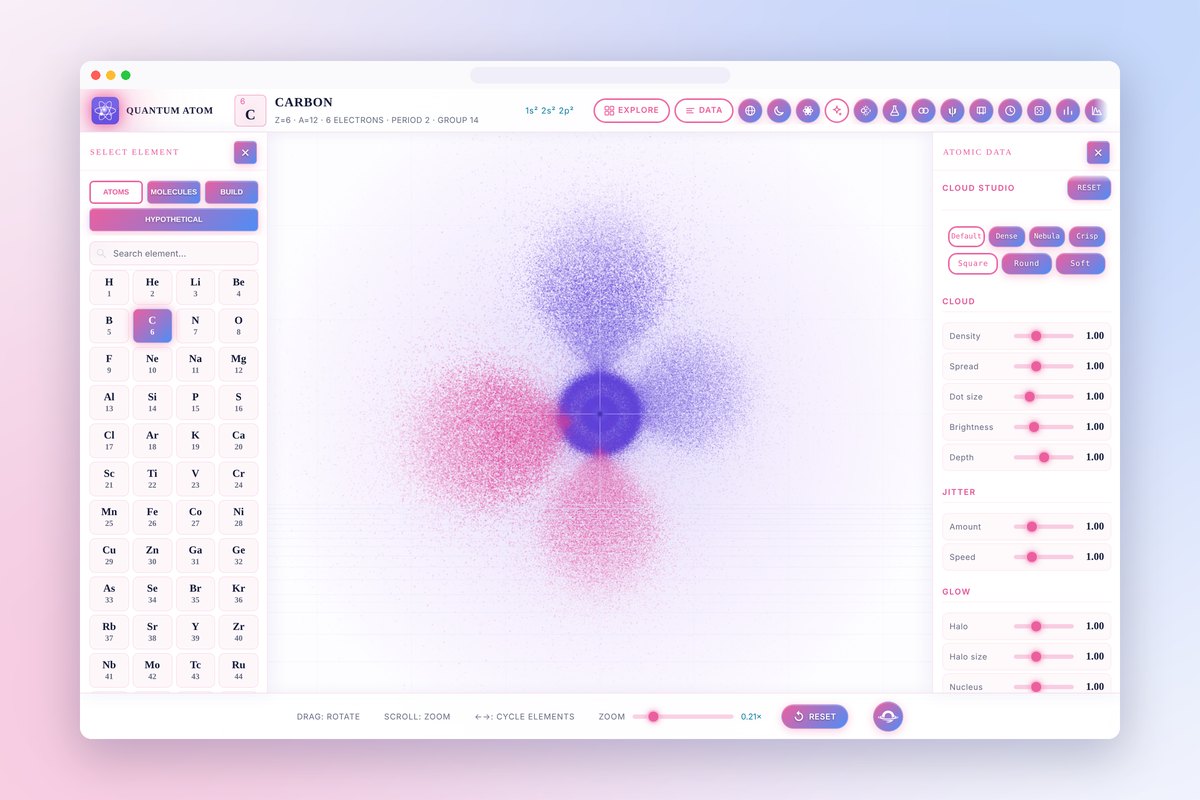 QUANTUM ATOM
6
C
CARBON
Z=6 · A=12 · 6 ELECTRONS · PERIOD 2 · GROUP 14
1s² 2s² 2p²
EXPLORE
DATA
SELECT ELEMENT
ATOMS MOLECULES BUILD
HYPOTHETICAL
Search element...
H He Li Be
1 2 3 4
B C N O
5 6 7 8
F Ne Na Mg
9 10 11 12
Al Si P S
13 14 15 16
Cl Ar K Ca
17 18 19 20
Sc Ti V Cr
21 22 23 24
Mn Fe Co Ni
25 26 27 28
Cu Zn Ga Ge
29 30 31 32
As Se Br Kr
33 34 35 36
Rb Sr Y Zr
37 38 39 40
Nb Mo Tc Ru
41 42 43 44
ATOMIC DATA
CLOUD STUDIO
RESET
Default Dense Nebula Crisp
Square Round Soft
CLOUD
Density 1.00
Spread 1.00
Dot size 1.00
Brightness 1.00
Depth 1.00
JITTER
Amount 1.00
Speed 1.00
GLOW
Halo 1.00
Halo size 1.00
Nucleus 1.00
DRAG: ROTATE
SCROLL: ZOOM
←→: CYCLE ELEMENTS
ZOOM
0.21×
RESET